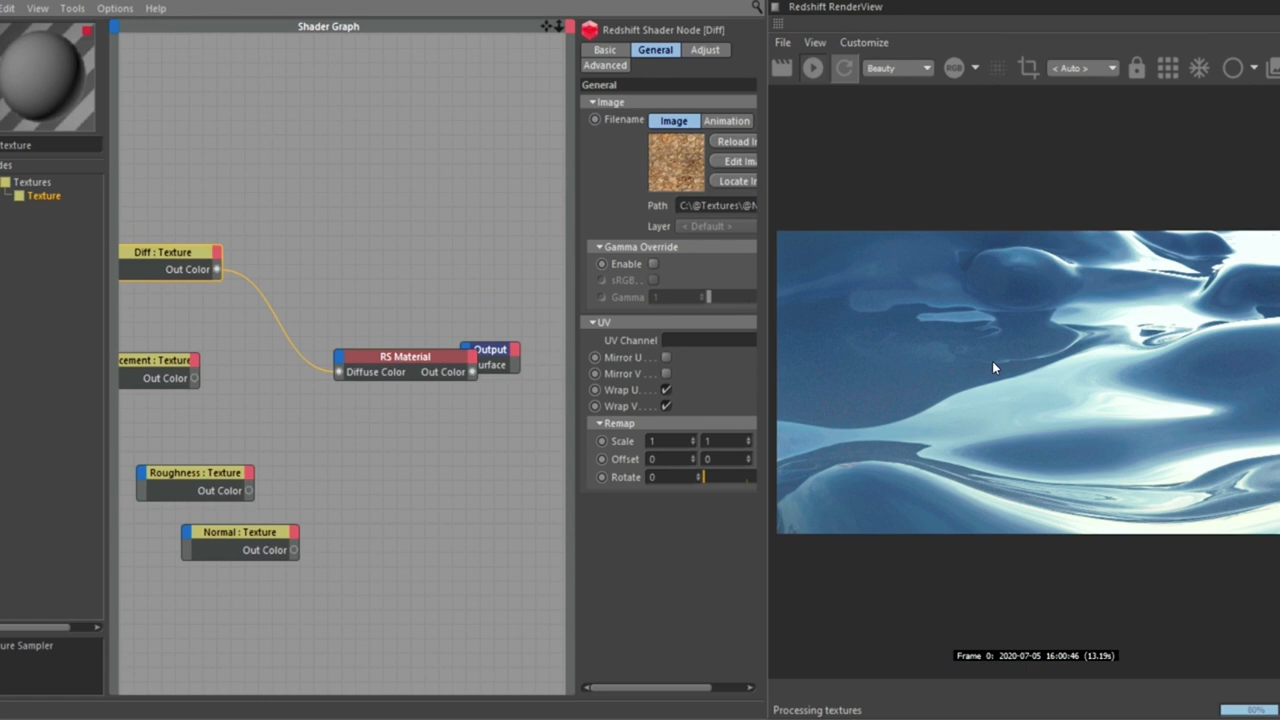 Edit View Tools Options Help
Shader Graph
texture
Textures
Texture
ure Sampler
Diff : Texture
Out Color
cement : Texture
Out Color
RS Material
Diffuse Color Out Color
Output
urface
Roughness : Texture
Out Color
Normal : Texture
Out Color
Redshift Shader Node [Diff]
Basic General Adjust
Advanced
General
Image
Filename Image Animation
Reload I
Edit Im
Locate I
Path C:\@Textures\@
Layer < Default >
Gamma Override
Enable
sRGB..
Gamma 1
UV
UV Channel
Mirror U . . .
Mirror V . . .
Wrap U. . . .
Wrap V. . . .
Remap
Scale 1 1
Offset 0 0
Rotate 0
Redshift RenderView
File View Customize
Beauty RGB < Auto >
Frame 0: 2020-07-05 16:00:46 (13.19s)
Processing textures
80%